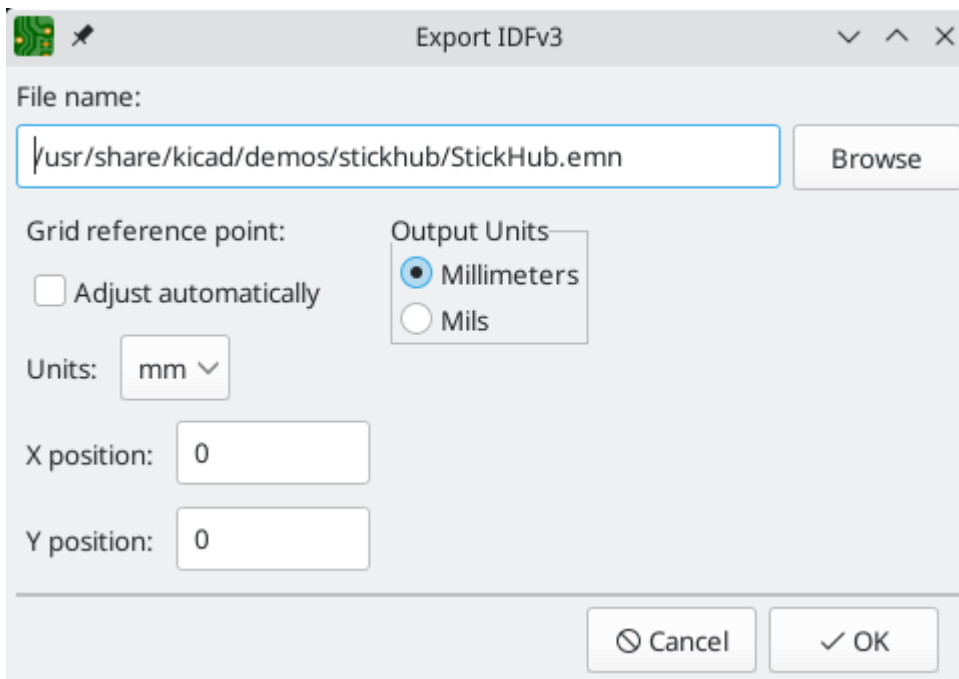 Export IDFv3
File name:
/usr/share/kicad/demos/stickhub/StickHub.emn
Browse
Grid reference point:
Adjust automatically
Units: mm
X position: 0
Y position: 0
Output Units
Millimeters
Mils
Cancel
OK